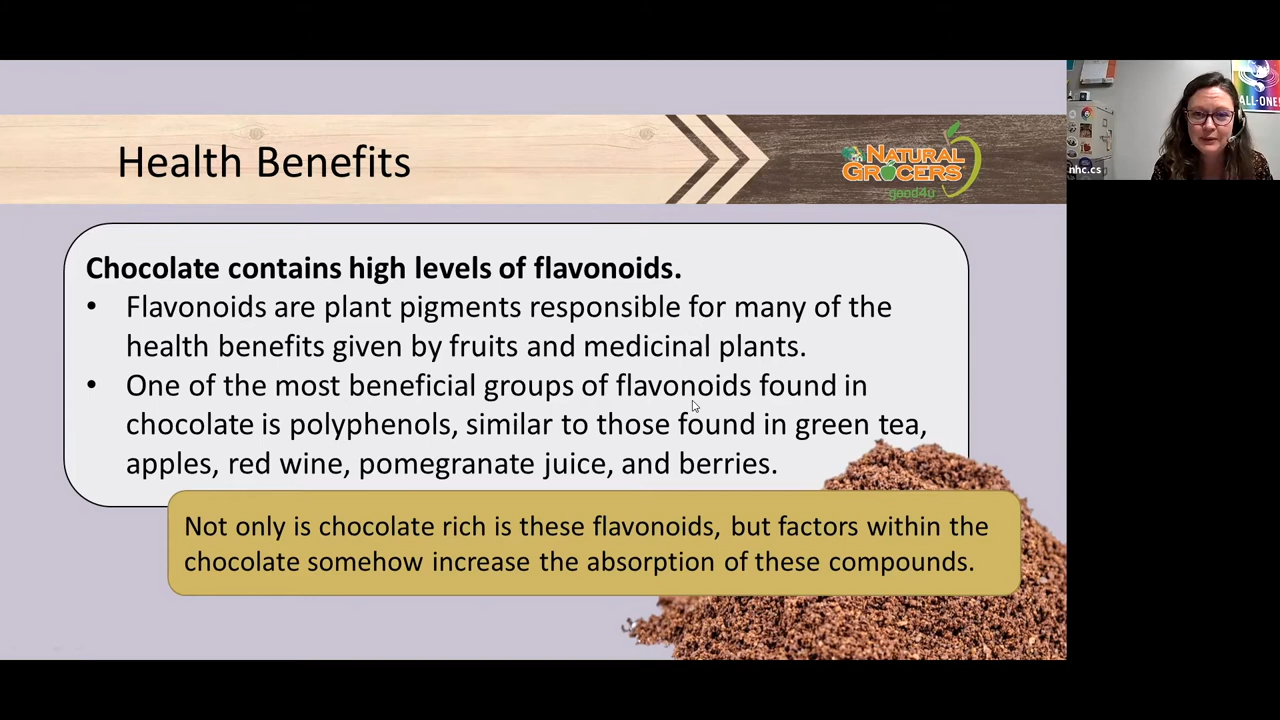 Health Benefits
NATURAL
GROCERS
good4u
ALL-ONE!
nhc.cs
Chocolate contains high levels of flavonoids.
• Flavonoids are plant pigments responsible for many of the
health benefits given by fruits and medicinal plants.
• One of the most beneficial groups of flavonoids found in
chocolate is polyphenols, similar to those found in green tea,
apples, red wine, pomegranate juice, and berries.
Not only is chocolate rich is these flavonoids, but factors within the
chocolate somehow increase the absorption of these compounds.